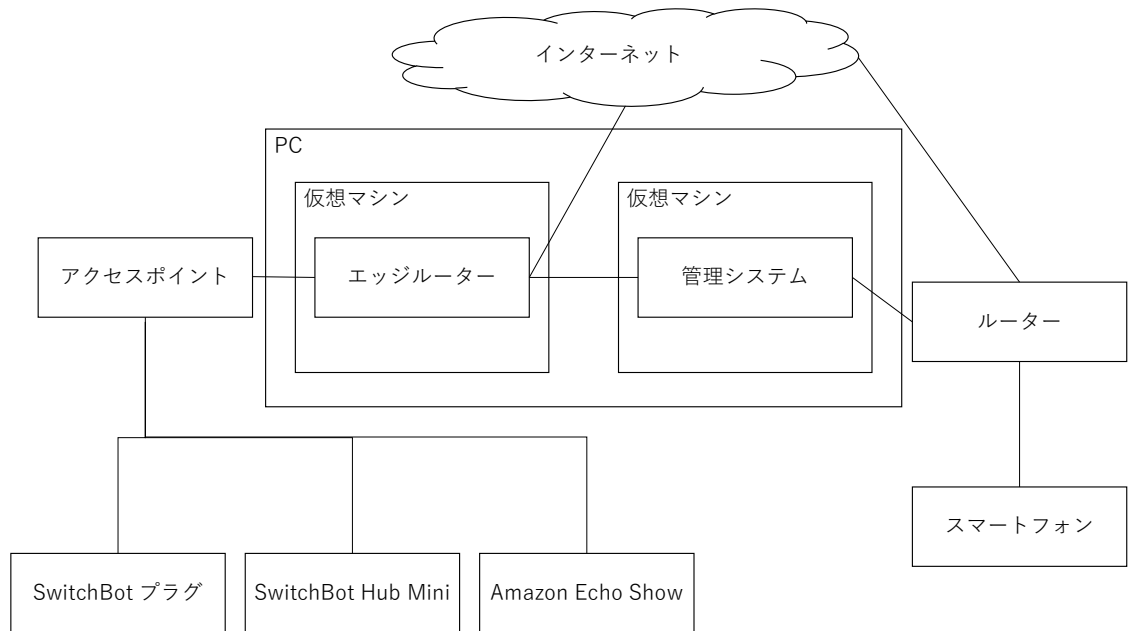 インターネット
PC
仮想マシン
仮想マシン
アクセスポイント
エッジルーター
管理システム
ルーター
スマートフォン
SwitchBot プラグ
SwitchBot Hub Mini
Amazon Echo Show